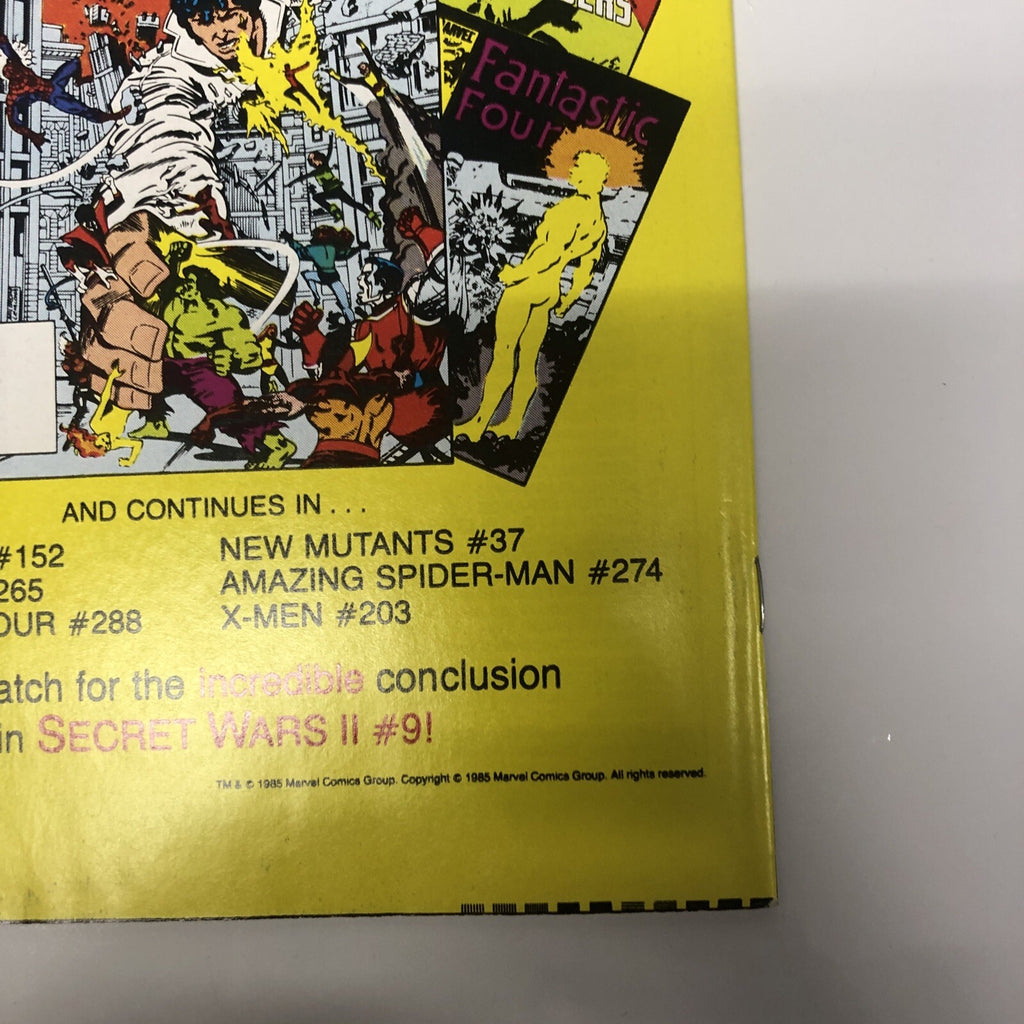 ERS
MARVEL
Fantastic
Four
AND CONTINUES IN . . .
#152
265
OUR #288
NEW MUTANTS #37
AMAZING SPIDER-MAN #274
X-MEN #203
atch for the incredible conclusion
in SECRET WARS II #9!
TM & © 1985 Marvel Comics Group. Copyright © 1985 Marvel Comics Group. All rights reserved.